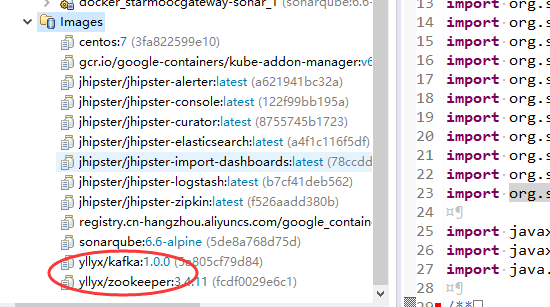 docker_starmoocgateway-sonar_1 (sonarqube:6.6-
Images
centos:7 (3fa822599e10)
gcr.io/google-containers/kube-addon-manager:v6
jhipster/jhipster-alerter:latest (a621941bc32a)
jhipster/jhipster-console:latest (122f99bb195a)
jhipster/jhipster-curator:latest (8755745b1723)
jhipster/jhipster-elasticsearch:latest (a4f1c116f5df)
jhipster/jhipster-import-dashboards:latest (78ccdd
jhipster/jhipster-logstash:latest (b7cf41deb562)
jhipster/jhipster-zipkin:latest (f526aadd380b)
registry.cn-hangzhou.aliyuncs.com/google_containe
sonarqube:6.6-alpine (5de8a768d75d)
yllyx/kafka:1.0.0 (5a805cf79d84)
yllyx/zookeeper:3.4.11 (fcdf0029e6c1)
13 import org.s
14 import org.s
15 import org.s
16 import org.s
17 import org.s
18 import org.s
19 import org.s
20 import org.s
21 import org.s
22 import org.s
23 import org.s
24 ¤¶
25 import javax
26 import javax
27 import java.
28 ¤¶
29 /**